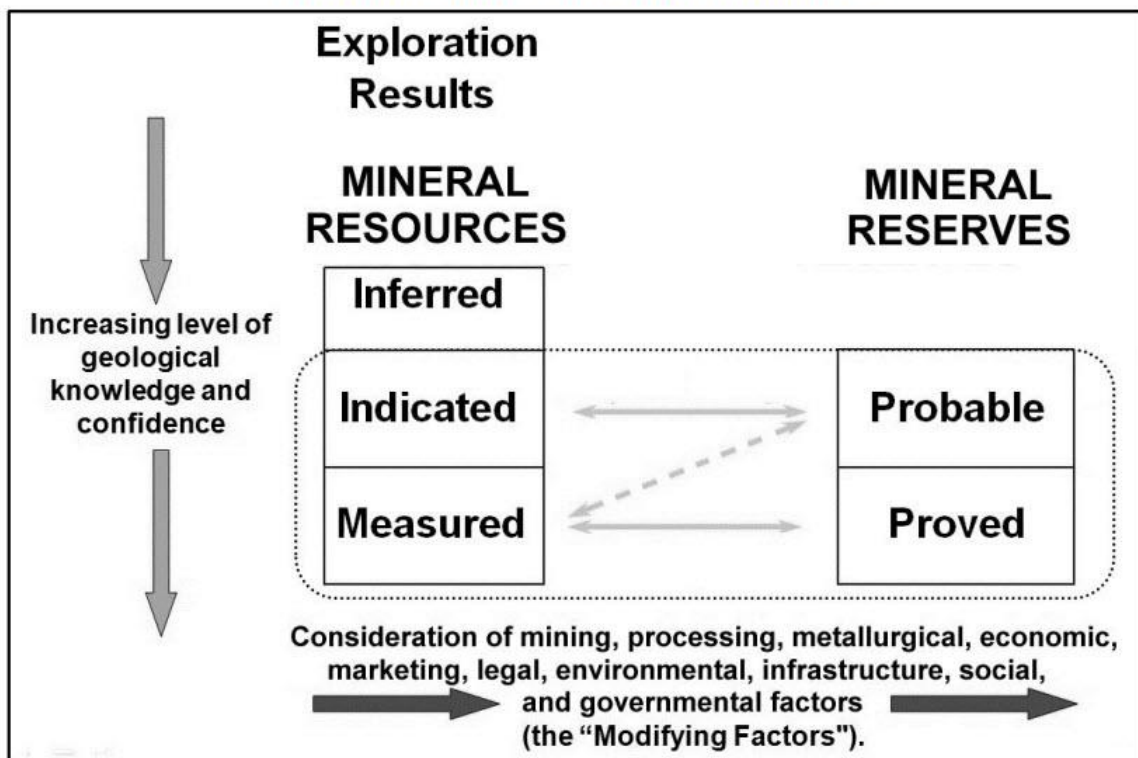 Exploration
Results
MINERAL
RESOURCES
MINERAL
RESERVES
Inferred
Increasing level of
geological
knowledge and
confidence
Indicated
Probable
Measured
Proved
Consideration of mining, processing, metallurgical, economic,
marketing, legal, environmental, infrastructure, social,
and governmental factors
(the “Modifying Factors").